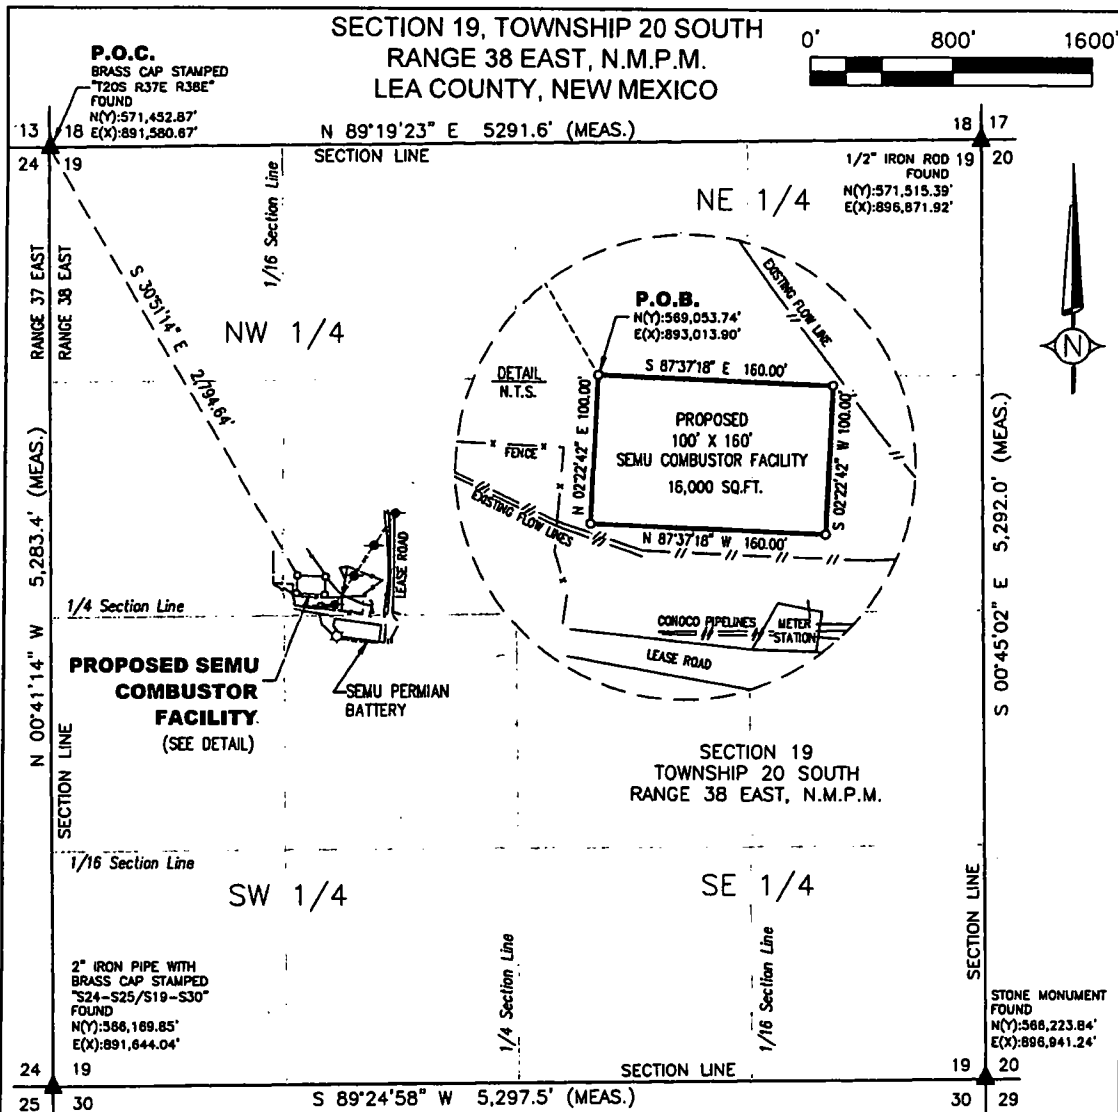 SECTION 19, TOWNSHIP 20 SOUTH
RANGE 38 EAST, N.M.P.M.
LEA COUNTY, NEW MEXICO
0' 800' 1600'
P.O.C.
BRASS CAP STAMPED
"T20S R37E R38E"
FOUND
N(Y):571,452.87'
E(X):891,580.67'
13 18
24 19
N 89°19'23" E 5291.6' (MEAS.)
SECTION LINE
18 17
19 20
1/2" IRON ROD
FOUND
N(Y):571,515.39'
E(X):896,871.92'
1/16 Section Line
NE 1/4
NW 1/4
RANGE 37 EAST
RANGE 38 EAST
S 30°51'14" E 2,794.64'
N
EXISTING FLOW LINE
P.O.B.
N(Y):569,053.74'
E(X):893,013.90'
S 87°37'18" E 160.00'
DETAIL
N.T.S.
N 02°22'42" E 100.00'
PROPOSED
100' X 160'
SEMU COMBUSTOR FACILITY
16,000 SQ.FT.
S 02°22'42" W 100.00'
FENCE
EXISTING FLOW LINES
N 87°37'18" W 160.00'
CONOCO PIPELINES
METER
STATION
LEASE ROAD
N 00°41'14" W 5,283.4' (MEAS.)
S 00°45'02" E 5,292.0' (MEAS.)
LEASE ROAD
1/4 Section Line
PROPOSED SEMU
COMBUSTOR
FACILITY
(SEE DETAIL)
SEMU PERMIAN
BATTERY
SECTION LINE
SECTION 19
TOWNSHIP 20 SOUTH
RANGE 38 EAST, N.M.P.M.
1/16 Section Line
SW 1/4
SE 1/4
1/4 Section Line
1/16 Section Line
SECTION LINE
2" IRON PIPE WITH
BRASS CAP STAMPED
"S24-S25/S19-S30"
FOUND
N(Y):566,169.85'
E(X):891,644.04'
STONE MONUMENT
FOUND
N(Y):566,223.84'
E(X):896,941.24'
24 19
25 30
SECTION LINE
S 89°24'58" W 5,297.5' (MEAS.)
19 20
30 29